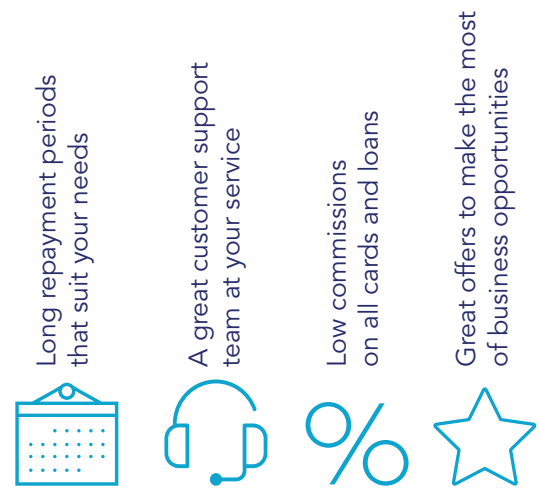 Long repayment periods
that suit your needs
A great customer support
team at your service
Low commissions
on all cards and loans
Great offers to make the most
of business opportunities